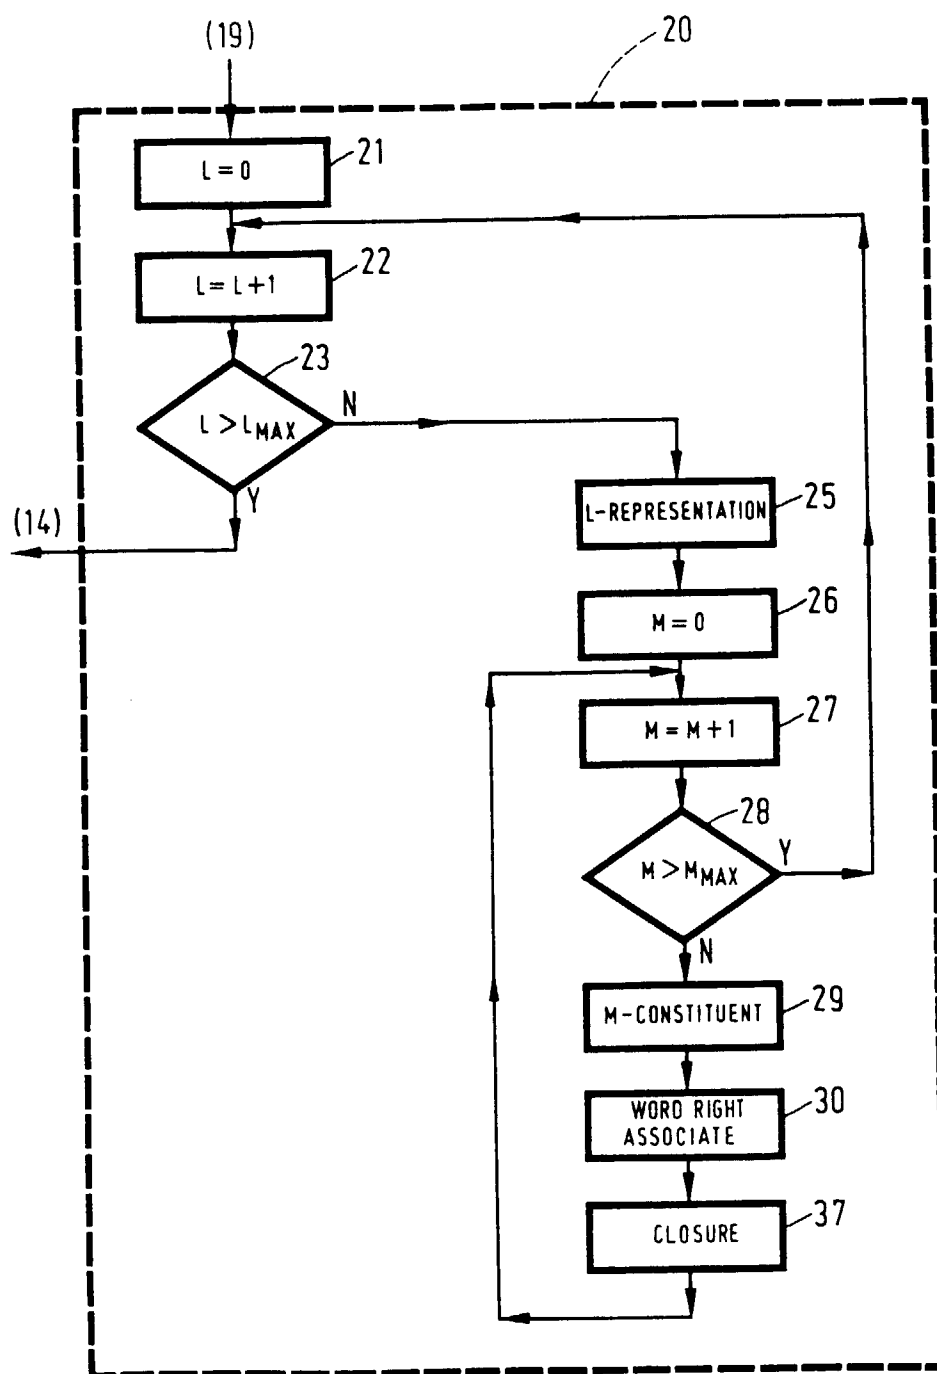 (19)
20
L=0
21
L=L+1
22
23
L>LMAX
N
Y
(14)
L-REPRESENTATION
25
M=0
26
M=M+1
27
28
M>MMAX
Y
N
M-CONSTITUENT
29
WORD RIGHT
ASSOCIATE
30
CLOSURE
37